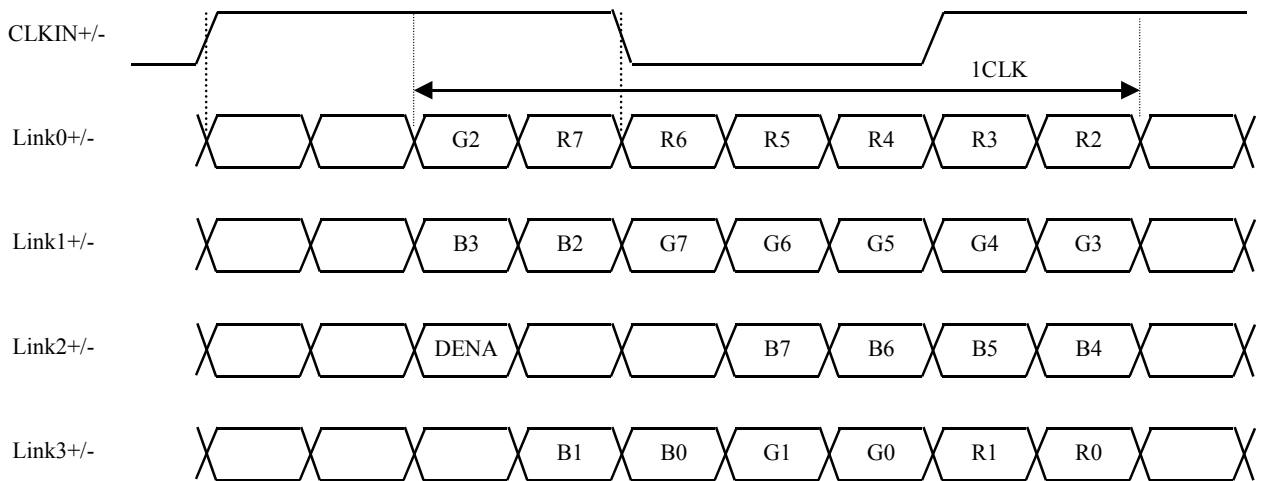 CLKIN+/-
1CLK
Link0+/- G2 R7 R6 R5 R4 R3 R2
Link1+/- B3 B2 G7 G6 G5 G4 G3
Link2+/- DENA B7 B6 B5 B4
Link3+/- B1 B0 G1 G0 R1 R0